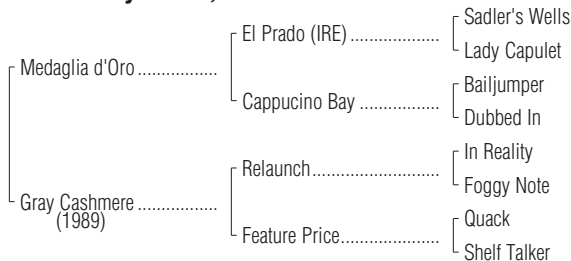 Sadler's Wells
El Prado (IRE) ....................
Lady Capulet
Medaglia d'Oro ..................
Bailjumper
Cappucino Bay ..................
Dubbed In
In Reality
Relaunch.............................
Foggy Note
Gray Cashmere ..................
(1989)
Quack
Feature Price.......................
Shelf Talker